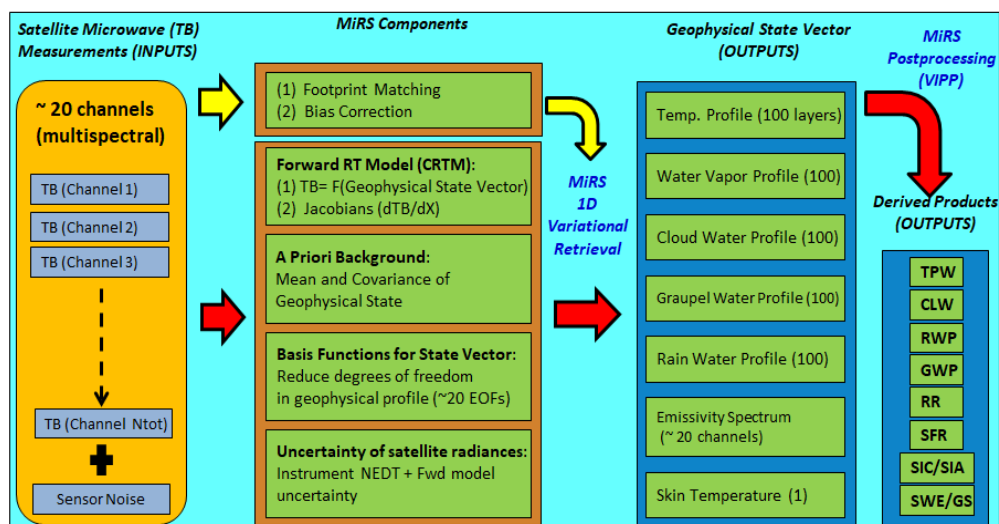 Satellite Microwave (TB)
Measurements (INPUTS)
~ 20 channels
(multispectral)
TB (Channel 1)
TB (Channel 2)
TB (Channel 3)
TB (Channel Ntot)
Sensor Noise
MiRS Components
(1) Footprint Matching
(2) Bias Correction
Forward RT Model (CRTM):
(1) TB= F(Geophysical State Vector)
(2) Jacobians (dTB/dX)
A Priori Background:
Mean and Covariance of
Geophysical State
Basis Functions for State Vector:
Reduce degrees of freedom
in geophysical profile (~20 EOFs)
Uncertainty of satellite radiances:
Instrument NEDT + Fwd model
uncertainty
MiRS
1D
Variational
Retrieval
Geophysical State Vector
(OUTPUTS)
Temp. Profile (100 layers)
Water Vapor Profile (100)
Cloud Water Profile (100)
Graupel Water Profile (100)
Rain Water Profile (100)
Emissivity Spectrum
(~ 20 channels)
Skin Temperature (1)
MiRS
Postprocessing
(VIPP)
Derived Products
(OUTPUTS)
TPW
CLW
RWP
GWP
RR
SFR
SIC/SIA
SWE/GS